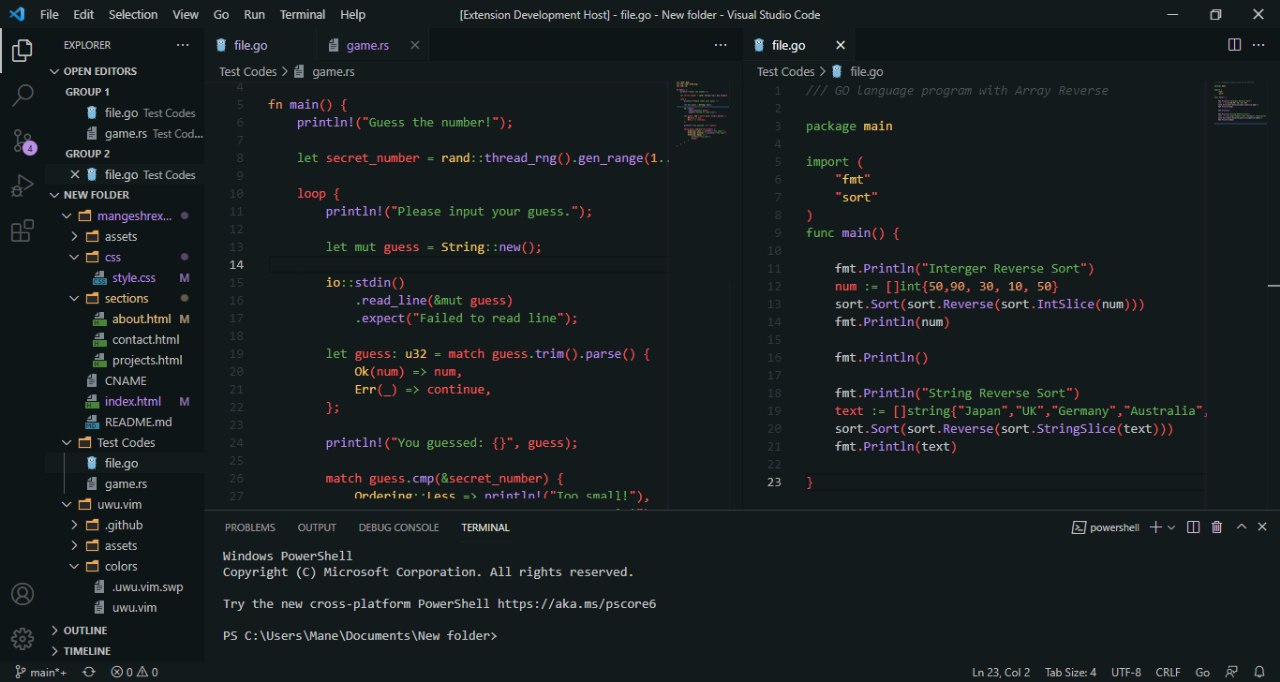 File Edit Selection View Go Run Terminal Help [Extension Development Host] - file.go - New folder - Visual Studio Code
EXPLORER
OPEN EDITORS
GROUP 1
file.go Test Codes
game.rs Test Cod...
GROUP 2
file.go Test Codes
NEW FOLDER
mangeshrex...
assets
css
style.css M
sections
about.html M
contact.html
projects.html
CNAME
index.html M
README.md
Test Codes
file.go
game.rs
uwu.vim
.github
assets
colors
.uwu.vim.swp
uwu.vim
OUTLINE
TIMELINE
4
file.go game.rs
Test Codes > game.rs
4
5 fn main() {
6 println!("Guess the number!");
7
8 let secret_number = rand::thread_rng().gen_range(1..
9
10 loop {
11 println!("Please input your guess.");
12
13 let mut guess = String::new();
14
15 io::stdin()
16 .read_line(&mut guess)
17 .expect("Failed to read line");
18
19 let guess: u32 = match guess.trim().parse() {
20 Ok(num) => num,
21 Err(_) => continue,
22 };
23
24 println!("You guessed: {}", guess);
25
26 match guess.cmp(&secret_number) {
27 Ordering::Less => println!("Too small!"),
file.go
Test Codes > file.go
1 /// GO language program with Array Reverse
2
3 package main
4
5 import (
6 "fmt"
7 "sort"
8 )
9 func main() {
10
11 fmt.Println("Interger Reverse Sort")
12 num := []int{50,90, 30, 10, 50}
13 sort.Sort(sort.Reverse(sort.IntSlice(num)))
14 fmt.Println(num)
15
16 fmt.Println()
17
18 fmt.Println("String Reverse Sort")
19 text := []string{"Japan","UK","Germany","Australia",
20 sort.Sort(sort.Reverse(sort.StringSlice(text)))
21 fmt.Println(text)
22
23 }
PROBLEMS OUTPUT DEBUG CONSOLE TERMINAL powershell
Windows PowerShell
Copyright (C) Microsoft Corporation. All rights reserved.
Try the new cross-platform PowerShell https://aka.ms/pscore6
PS C:\Users\Mane\Documents\New folder>
main*+ 0 0 Ln 23, Col 2 Tab Size: 4 UTF-8 CRLF Go